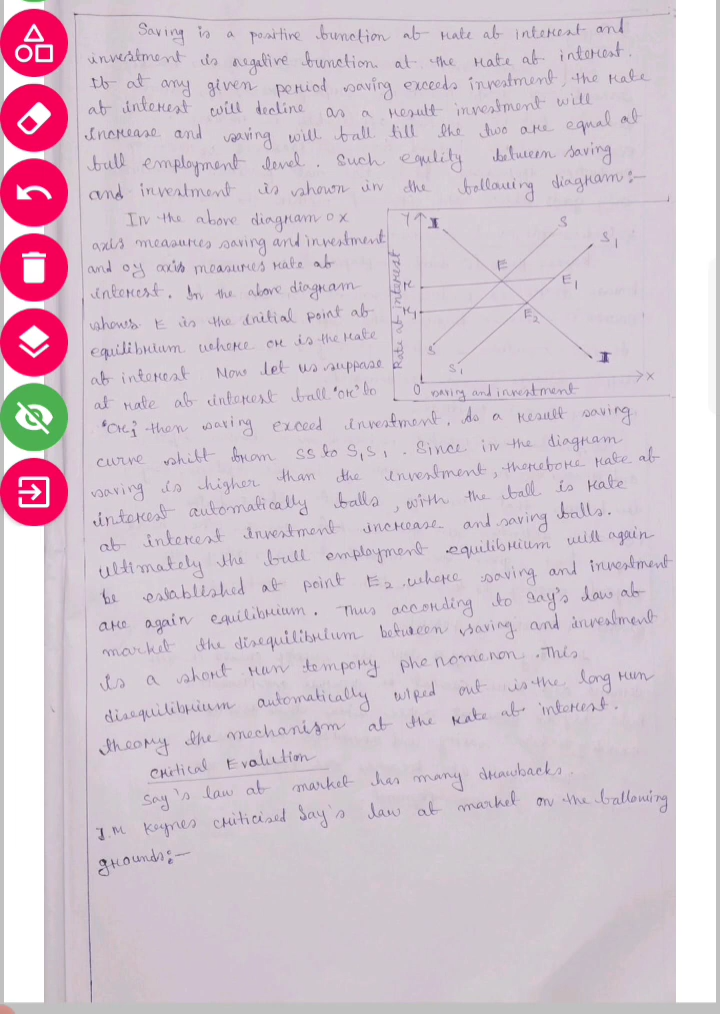 Saving is a positive function of rate of interest and
investment is negative function of the rate of interest.
If at any given period saving exceeds investment, the rate
of interest will decline as a result investment will
increase and saving will fall till the two are equal at
full employment level. Such equlity between saving
and investment is shown in the following diagram :-
In the above diagram ox
axis measures saving and investment
and oy axis measures rate of
interest. In the above diagram
shows E is the initial point of
equilibrium where or is the rate
of interest Now let us suppose
at rate of interest fall "or" to
"or₁" then saving exceed investment. As a result saving
curve shift from SS to S₁S₁. Since in the diagram
saving is higher than the investment, therefore rate of
interest automatically falls, with the fall is rate
of interest investment increase and saving falls.
ultimately the full employment equilibrium will again
be established at point E₂ where saving and investment
are again equilibrium. Thus according to Say's law of
market the disequilibrium between saving and investment
is a short run tempory phenomenon. This
disequilibrium automatically wiped out is the long run
theory the mechanism of the rate of interest.
Critical Evalution
Say's law of market has many drawbacks.
J.M Keynes criticised Say's law of market on the following
grounds:-
Y I S S₁
E E₁
r
r₁ E₂
Rate of interest
S S₁ I
O X
saving and investment